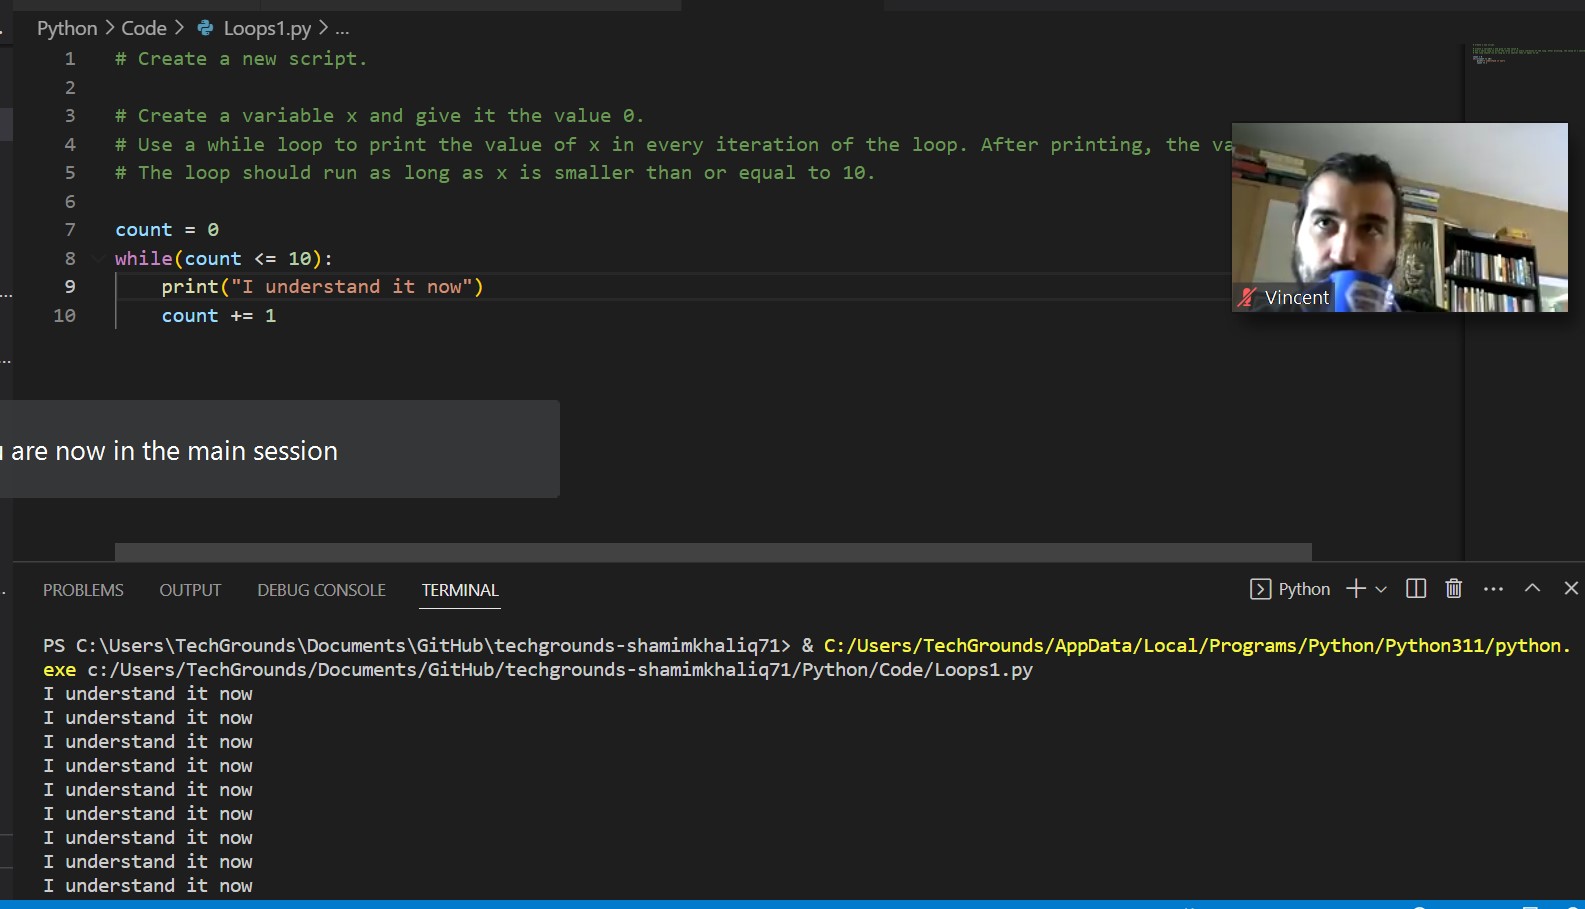 Python > Code > Loops1.py > ...
1 # Create a new script.
2
3 # Create a variable x and give it the value 0.
4 # Use a while loop to print the value of x in every iteration of the loop. After printing, the va
5 # The loop should run as long as x is smaller than or equal to 10.
6
7 count = 0
8 while(count <= 10):
9 print("I understand it now")
10 count += 1
Vincent
are now in the main session
PROBLEMS OUTPUT DEBUG CONSOLE TERMINAL Python
PS C:\Users\TechGrounds\Documents\GitHub\techgrounds-shamimkhaliq71> & C:/Users/TechGrounds/AppData/Local/Programs/Python/Python311/python.
exe c:/Users/TechGrounds/Documents/GitHub/techgrounds-shamimkhaliq71/Python/Code/Loops1.py
I understand it now
I understand it now
I understand it now
I understand it now
I understand it now
I understand it now
I understand it now
I understand it now
I understand it now